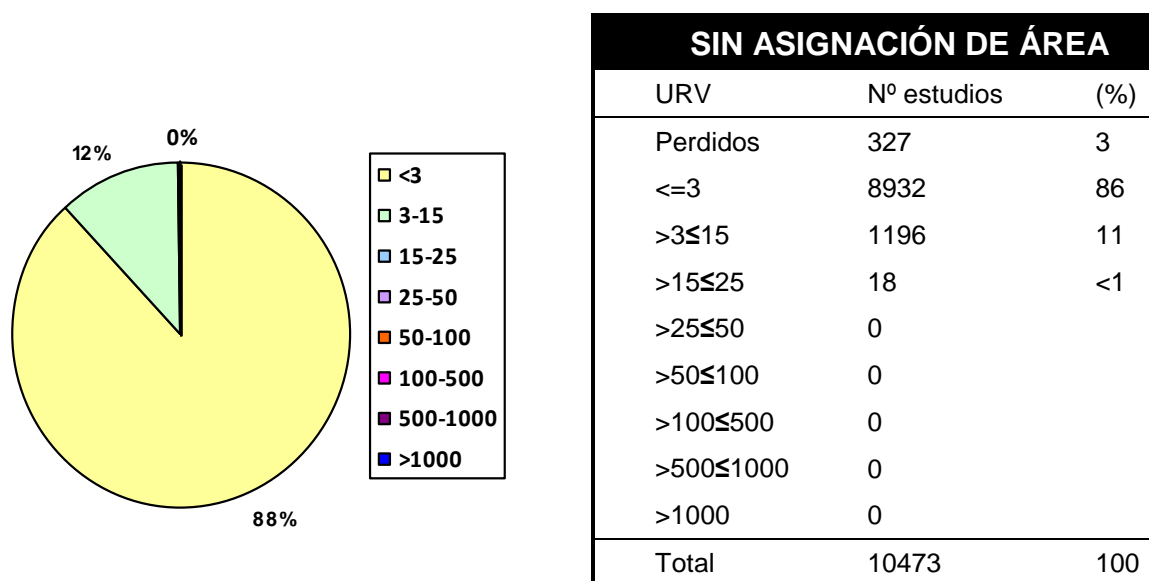 0%
12%
88%
<3
3-15
15-25
25-50
50-100
100-500
500-1000
>1000
SIN ASIGNACIÓN DE ÁREA
URV Nº estudios (%)
Perdidos 327 3
<=3 8932 86
>3≤15 1196 11
>15≤25 18 <1
>25≤50 0
>50≤100 0
>100≤500 0
>500≤1000 0
>1000 0
Total 10473 100